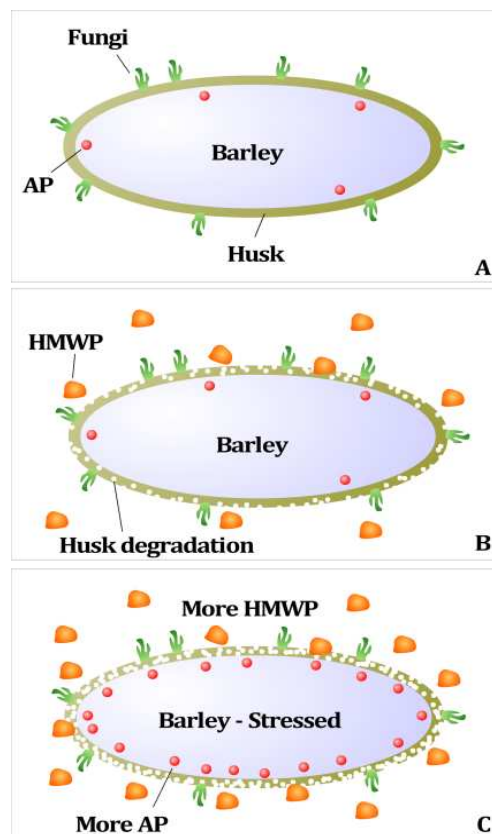 Fungi
Barley
AP
Husk
A
HMWP
Barley
Husk degradation
B
More HMWP
Barley - Stressed
More AP
C